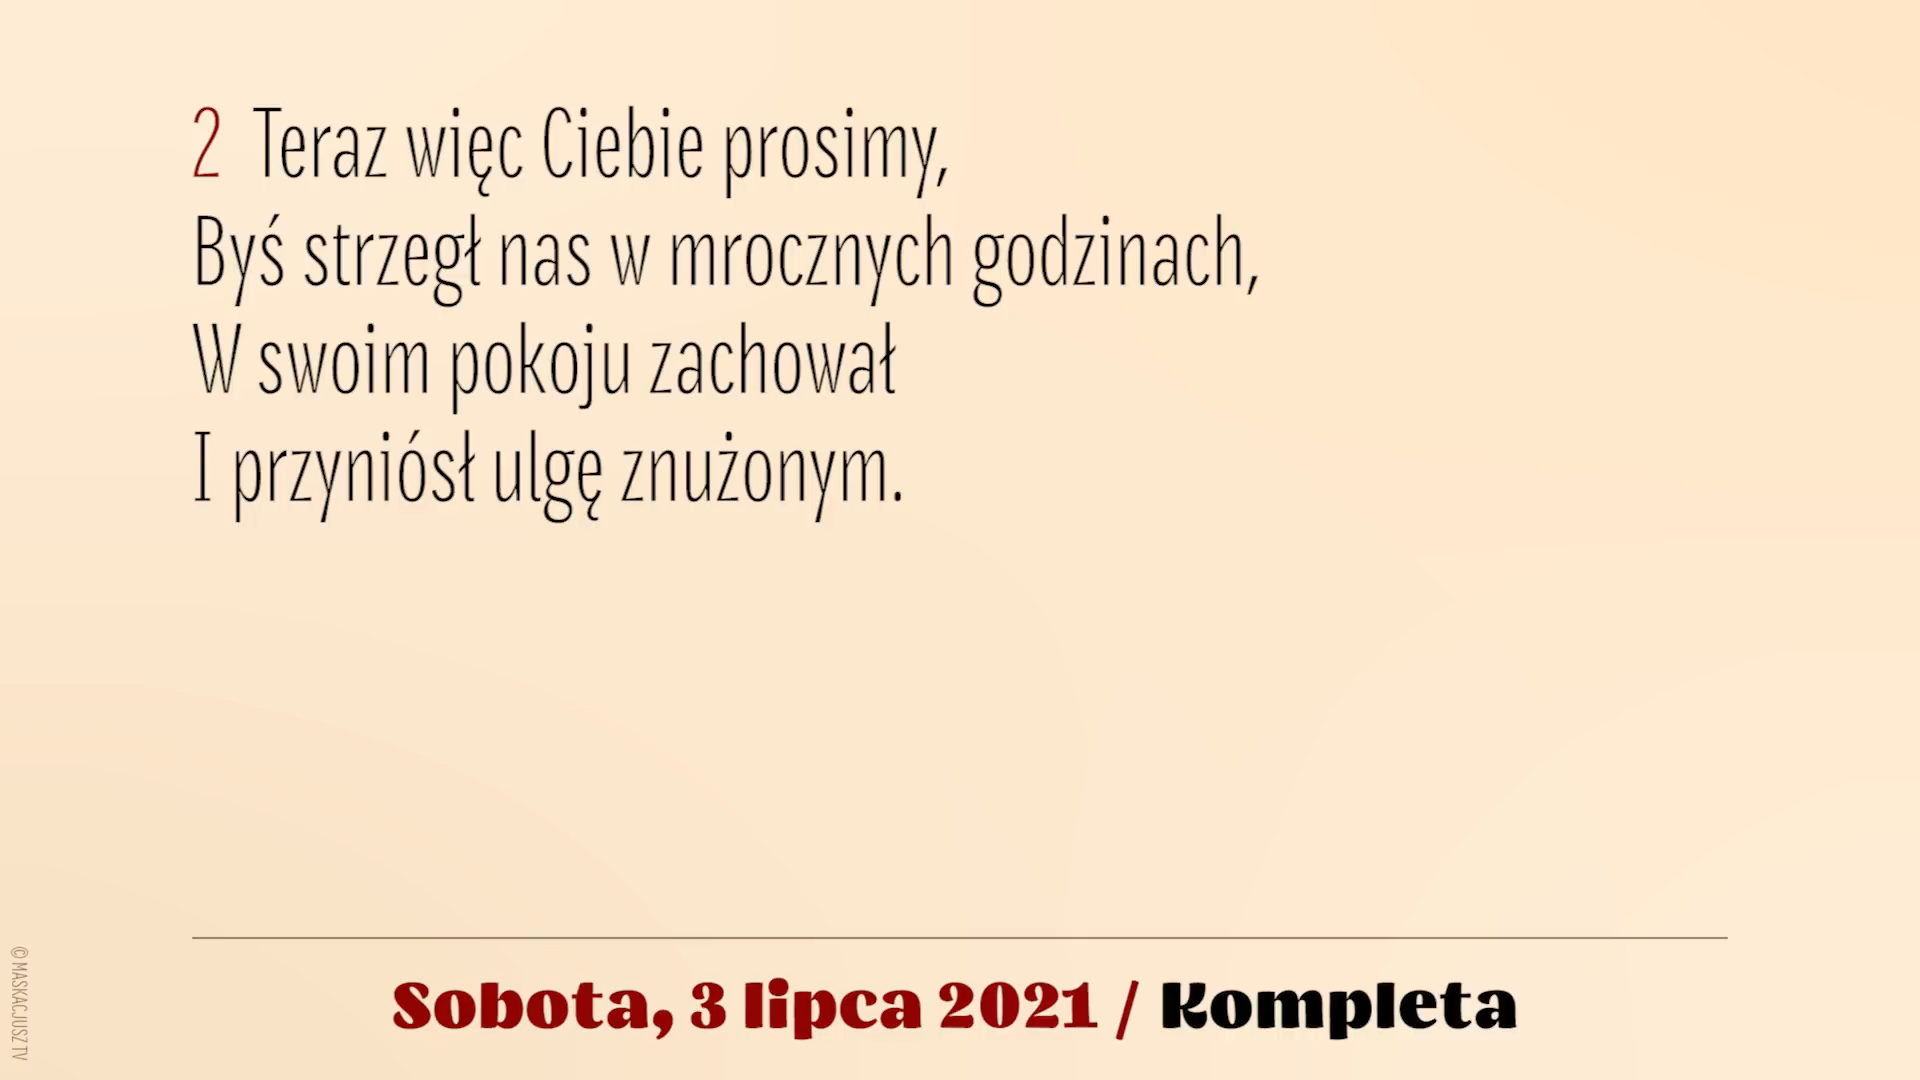 2 Teraz więc Ciebie prosimy,
Byś strzegł nas w mrocznych godzinach,
W swoim pokoju zachował
I przyniósł ulgę znużonym.
Sobota, 3 lipca 2021 / Kompleta
© MASKACJUSZ TV